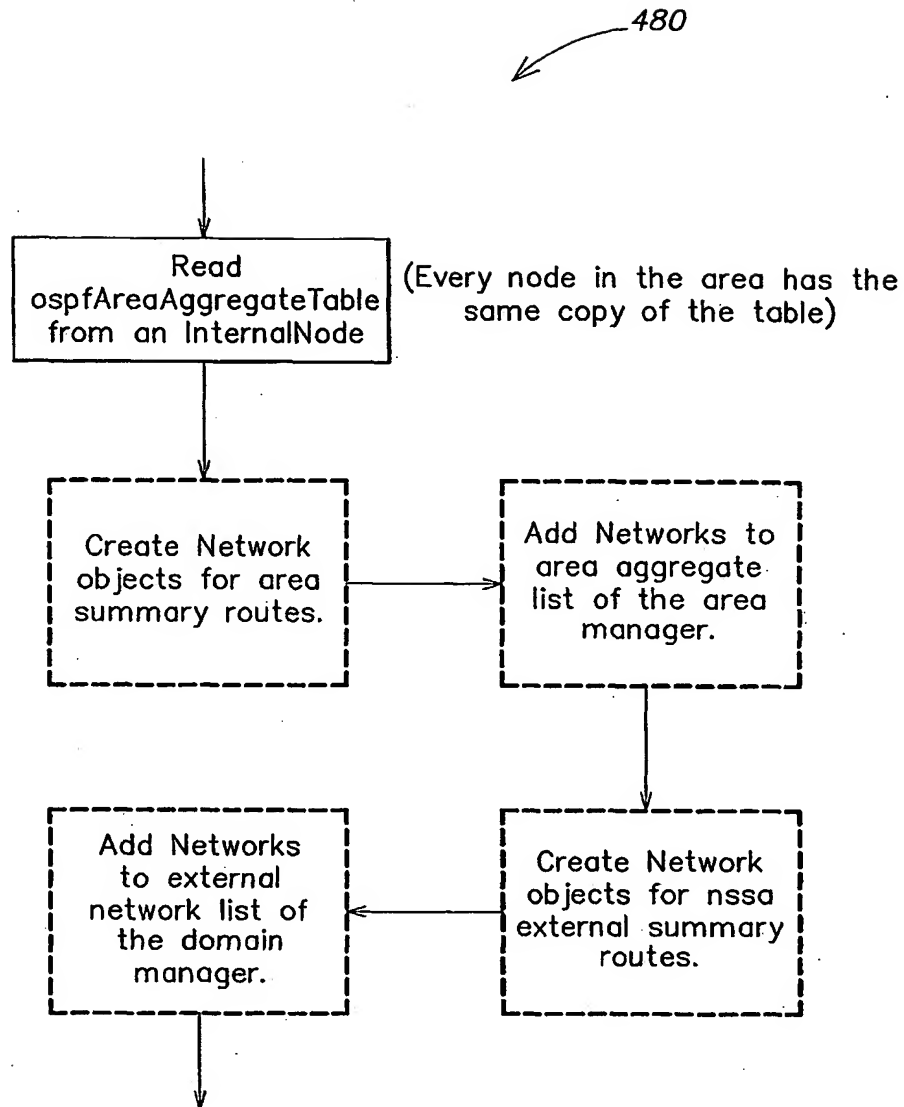 480
Read
ospfAreaAggregateTable
from an InternalNode
(Every node in the area has the
same copy of the table)
Create Network
objects for area
summary routes.
Add Networks to
area aggregate
list of the area
manager.
Create Network
objects for nssa
external summary
routes.
Add Networks
to external
network list of
the domain
manager.